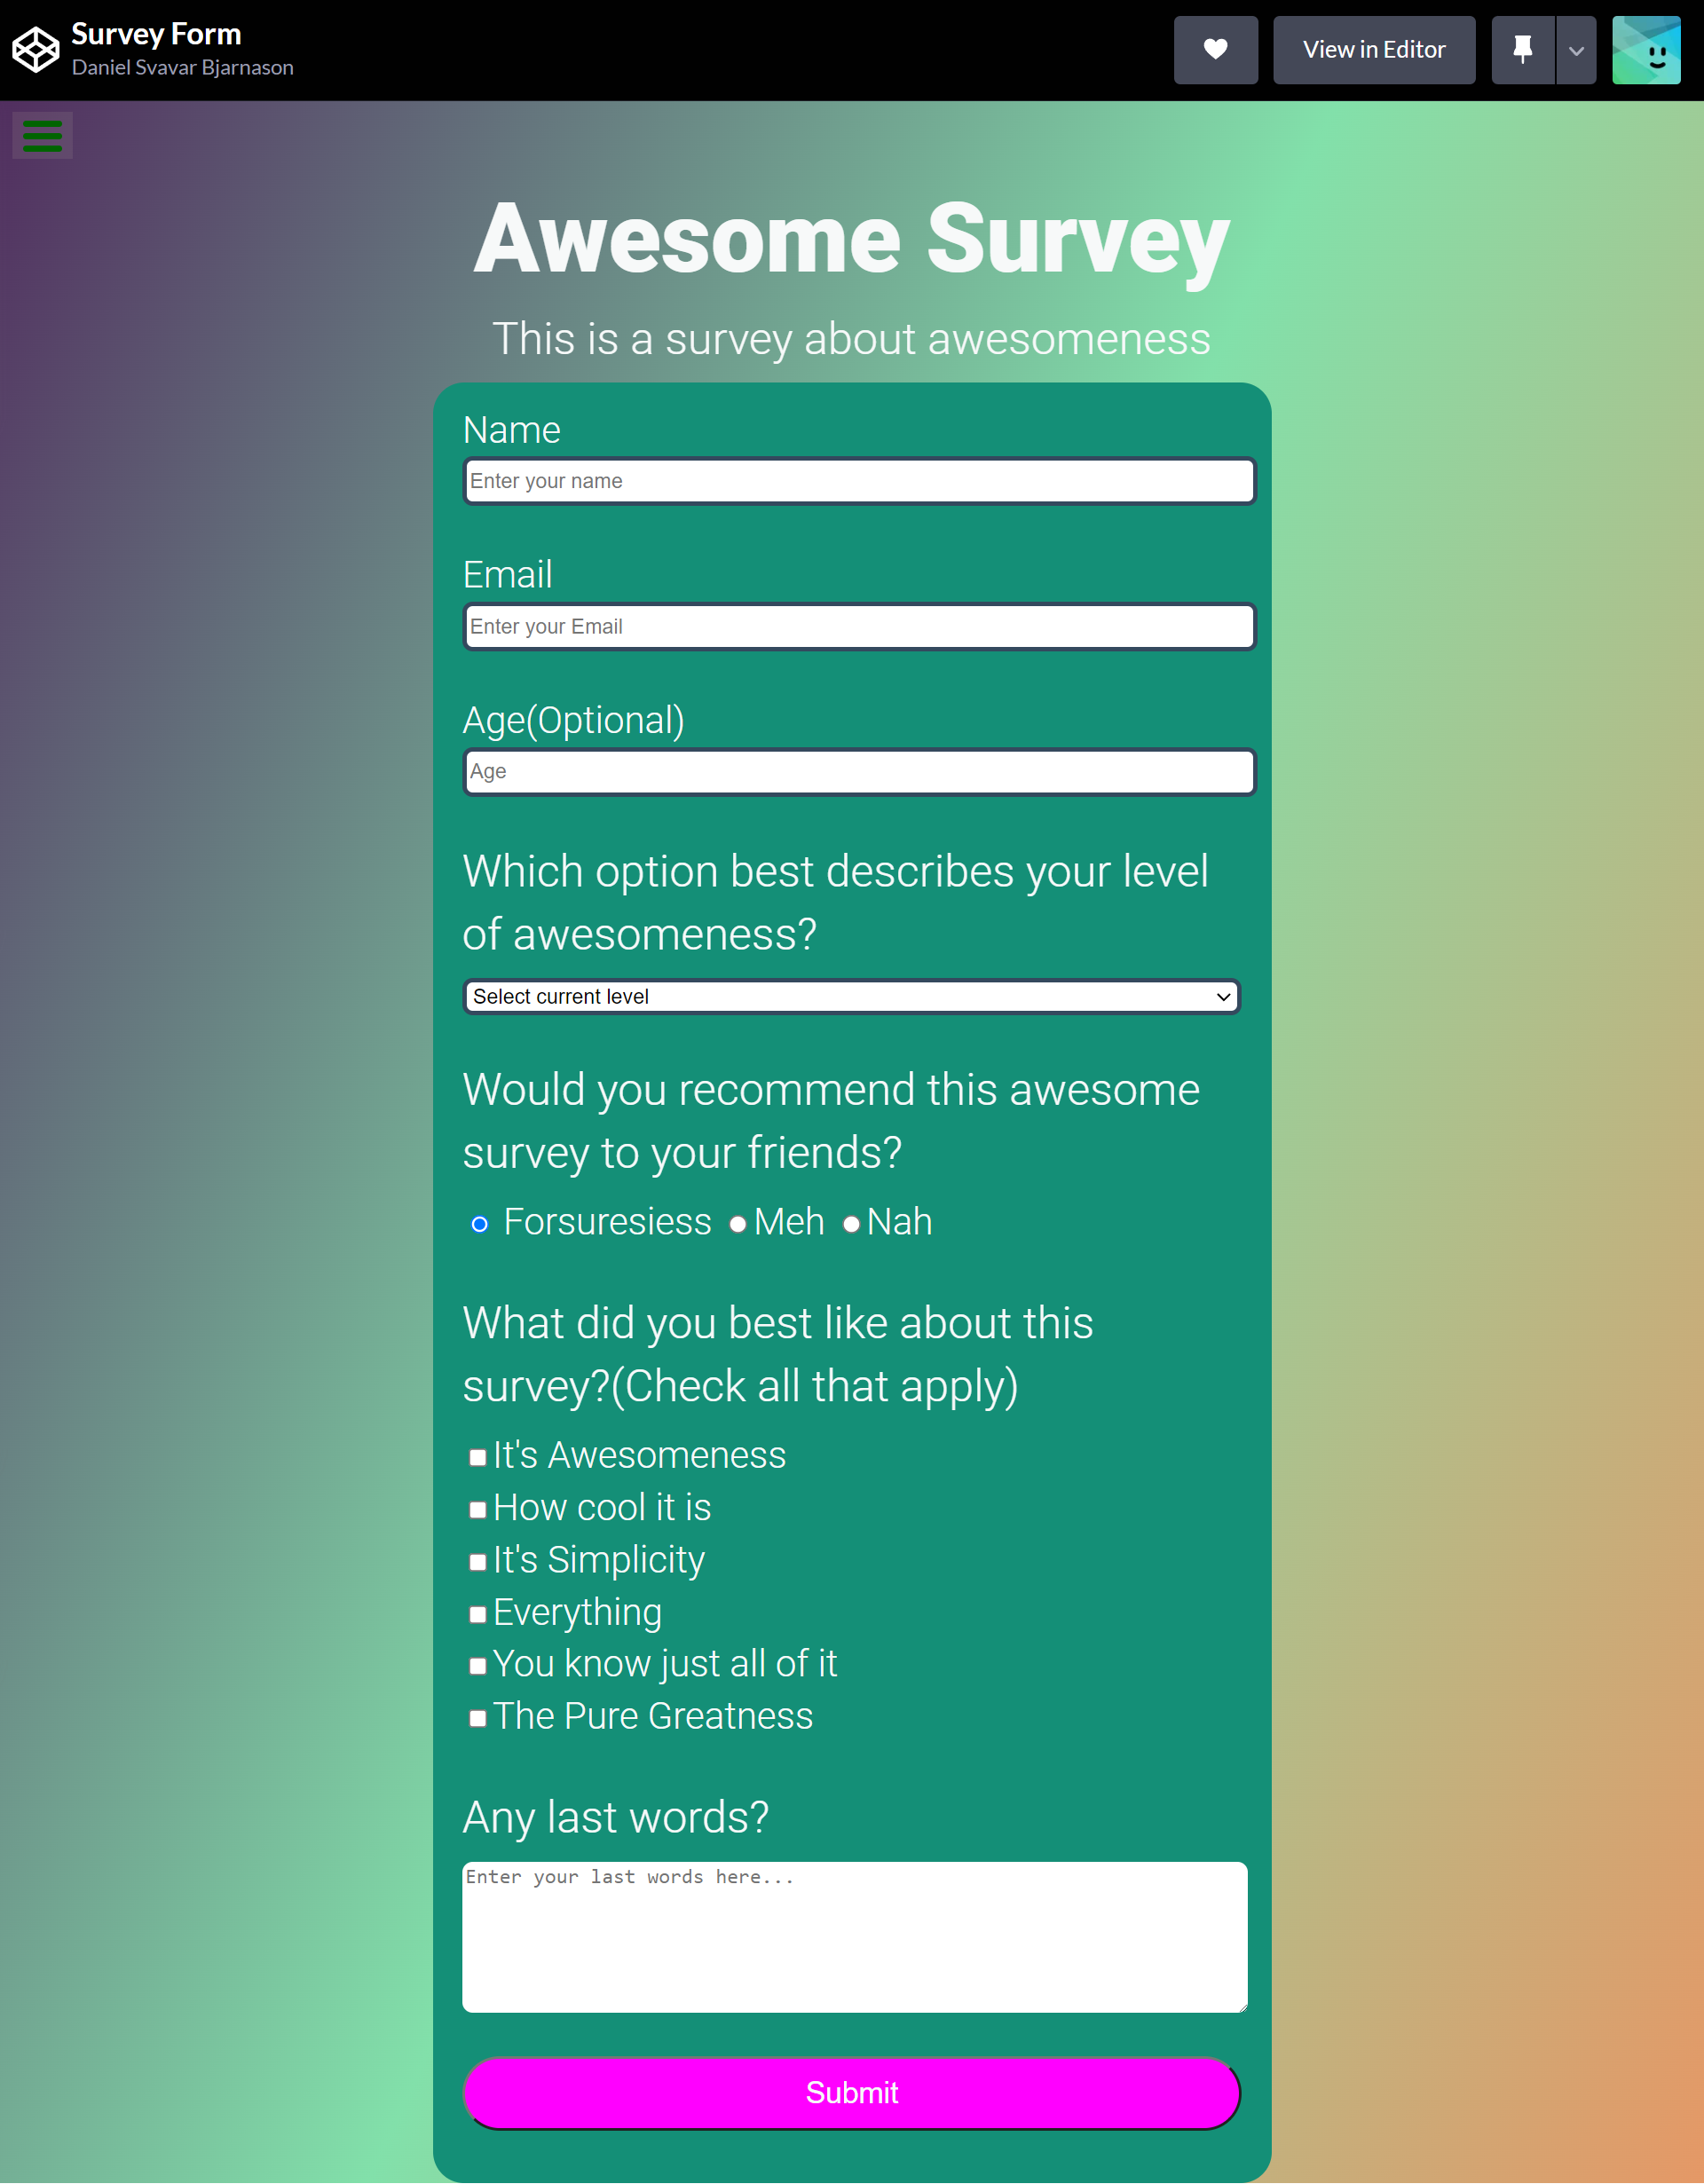 Survey Form
Daniel Svavar Bjarnason
View in Editor
Awesome Survey
This is a survey about awesomeness
Name
Enter your name
Email
Enter your Email
Age(Optional)
Age
Which option best describes your level
of awesomeness?
Select current level
Would you recommend this awesome
survey to your friends?
Forsuresiess Meh Nah
What did you best like about this
survey?(Check all that apply)
It's Awesomeness
How cool it is
It's Simplicity
Everything
You know just all of it
The Pure Greatness
Any last words?
Enter your last words here...
Submit